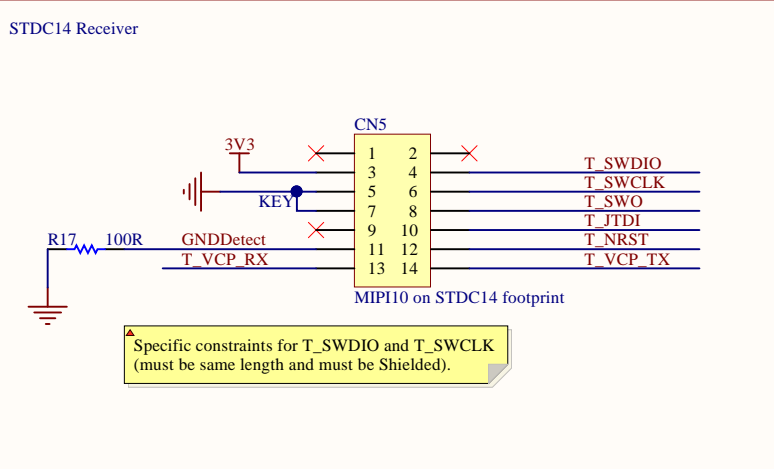 STDC14 Receiver
CN5
3V3
1 2
3 4 T_SWDIO
5 6 T_SWCLK
KEY 7 8 T_SWO
9 10 T_JTDI
R17 100R GNDDetect 11 12 T_NRST
T_VCP_RX 13 14 T_VCP_TX
MIPI10 on STDC14 footprint
Specific constraints for T_SWDIO and T_SWCLK
(must be same length and must be Shielded).